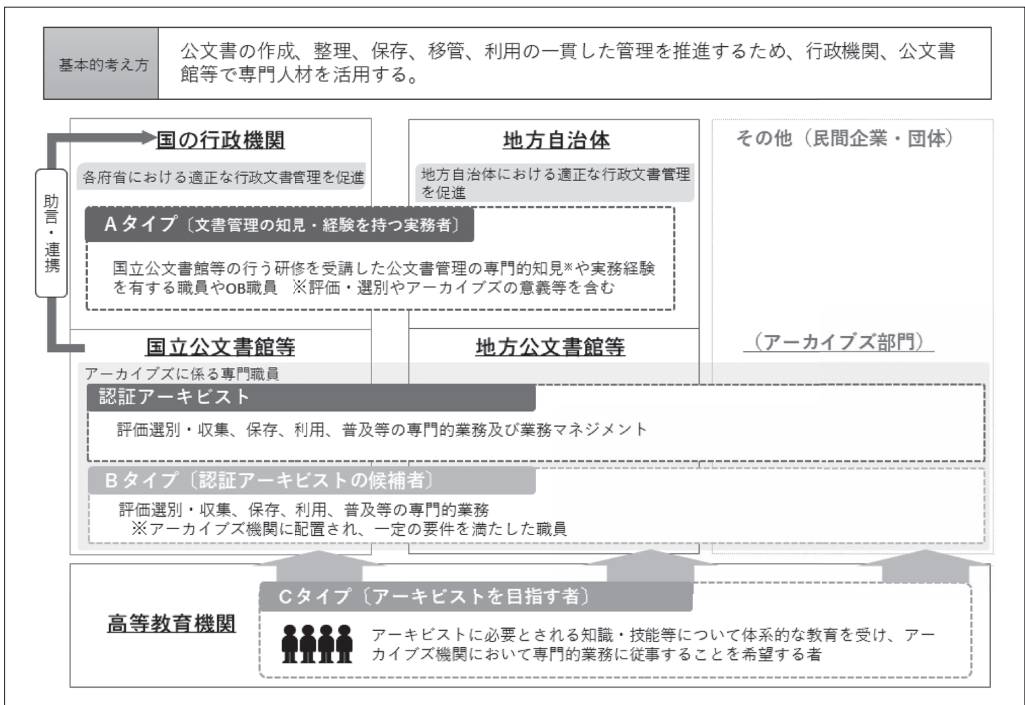 基本的考え方
公文書の作成、整理、保存、移管、利用の一貫した管理を推進するため、行政機関、公文書
館等で専門人材を活用する。
国の行政機関
各府省における適正な行政文書管理を促進
地方自治体
地方自治体における適正な行政文書管理
を促進
その他（民間企業・団体）
助言・連携
Aタイプ〔文書管理の知見・経験を持つ実務者〕
国立公文書館等の行う研修を受講した公文書管理の専門的知見※や実務経験
を有する職員やOB職員　※評価・選別やアーカイブズの意義等を含む
国立公文書館等
地方公文書館等
（アーカイブズ部門）
アーカイブズに係る専門職員
認証アーキビスト
評価選別・収集、保存、利用、普及等の専門的業務及び業務マネジメント
Bタイプ〔認証アーキビストの候補者〕
評価選別・収集、保存、利用、普及等の専門的業務
※アーカイブズ機関に配置され、一定の要件を満たした職員
高等教育機関
Cタイプ〔アーキビストを目指す者〕
アーキビストに必要とされる知識・技能等について体系的な教育を受け、アー
カイブズ機関において専門的業務に従事することを希望する者